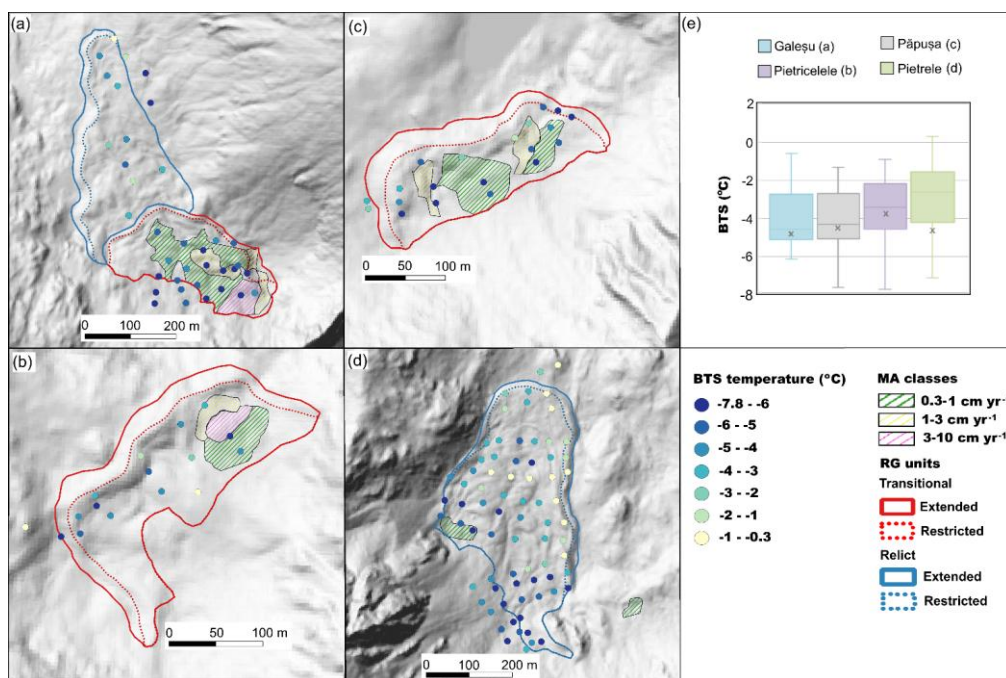 (a)
0 100 200 m
(c)
0 50 100 m
(e)
Galeșu (a)
Păpușa (c)
Pietricelele (b)
Pietrele (d)
2
0
-2
-4
-6
-8
BTS (°C)
(b)
0 50 100 m
(d)
0 100 200 m
BTS temperature (°C)
-7.8 - -6
-6 - -5
-5 - -4
-4 - -3
-3 - -2
-2 - -1
-1 - -0.3
MA classes
0.3-1 cm yr⁻
1-3 cm yr⁻¹
3-10 cm yr⁻¹
RG units
Transitional
Extended
Restricted
Relict
Extended
Restricted